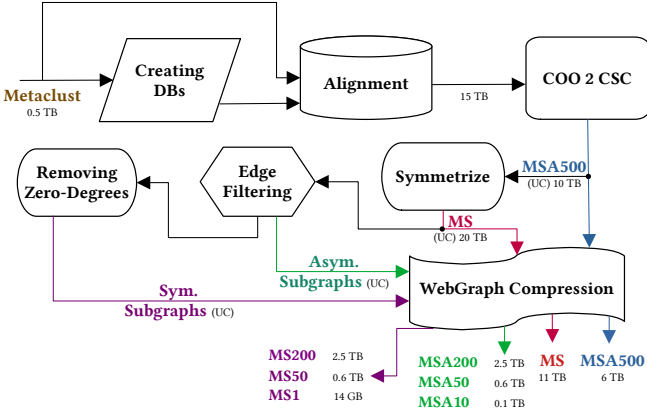 Creating
DBs
Alignment
COO 2 CSC
Metaclust
0.5 TB
15 TB
Removing
Zero-Degrees
Edge
Filtering
Symmetrize
MSA500
(UC) 10 TB
MS
(UC) 20 TB
Asym.
Subgraphs (UC)
Sym.
Subgraphs (UC)
WebGraph Compression
MS200 2.5 TB
MS50 0.6 TB
MS1 14 GB
MSA200 2.5 TB
MSA50 0.6 TB
MSA10 0.1 TB
MS
11 TB
MSA500
6 TB